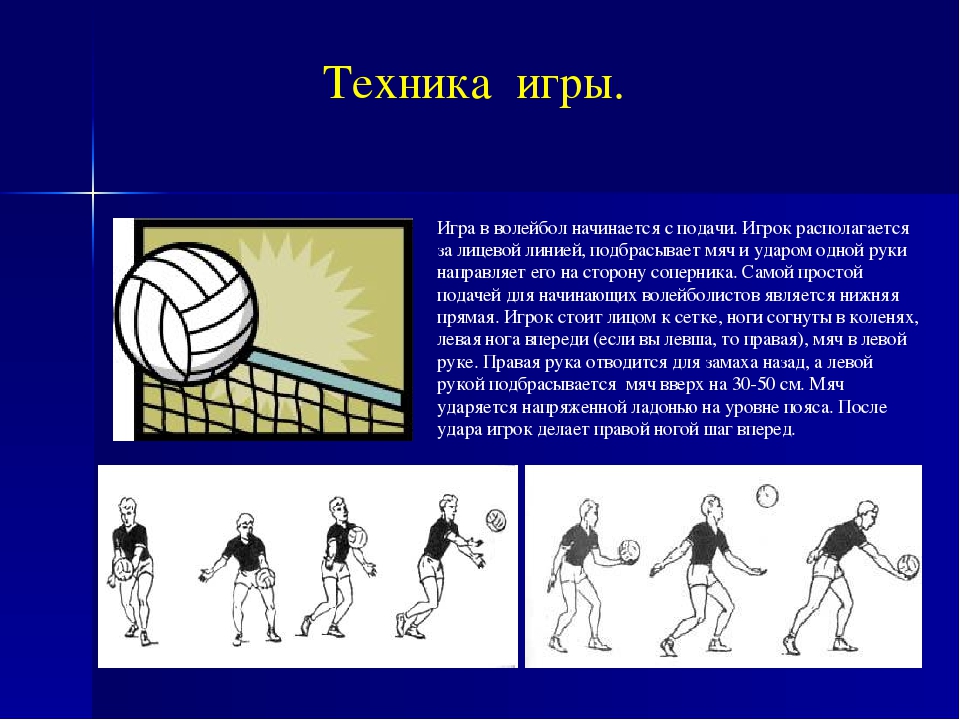 Техника игры.
Игра в волейбол начинается с подачи. Игрок располагается
за лицевой линией, подбрасывает мяч и ударом одной руки
направляет его на сторону соперника. Самой простой
подачей для начинающих волейболистов является нижняя
прямая. Игрок стоит лицом к сетке, ноги согнуты в коленях,
левая нога впереди (если вы левша, то правая), мяч в левой
руке. Правая рука отводится для замаха назад, а левой
рукой подбрасывается мяч вверх на 30-50 см. Мяч
ударяется напряженной ладонью на уровне пояса. После
удара игрок делает правой ногой шаг вперед.